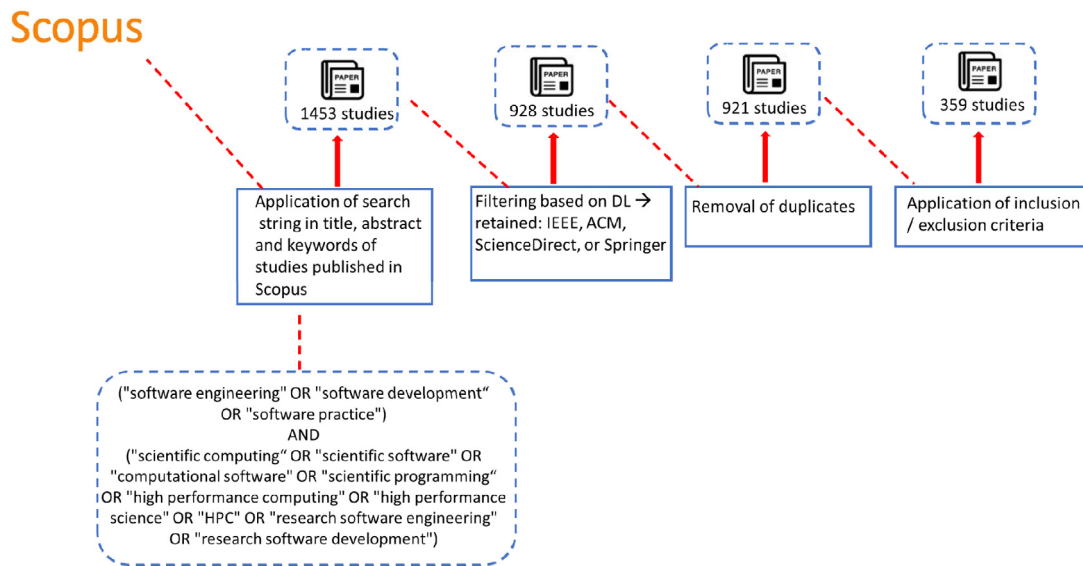 Scopus
PAPER
1453 studies
PAPER
928 studies
PAPER
921 studies
PAPER
359 studies
Application of search
string in title, abstract
and keywords of
studies published in
Scopus
Filtering based on DL →
retained: IEEE, ACM,
ScienceDirect, or Springer
Removal of duplicates
Application of inclusion
/ exclusion criteria
("software engineering" OR "software development“
OR "software practice")
AND
("scientific computing“ OR "scientific software" OR
"computational software" OR "scientific programming“
OR "high performance computing" OR "high performance
science" OR "HPC" OR "research software engineering"
OR "research software development")